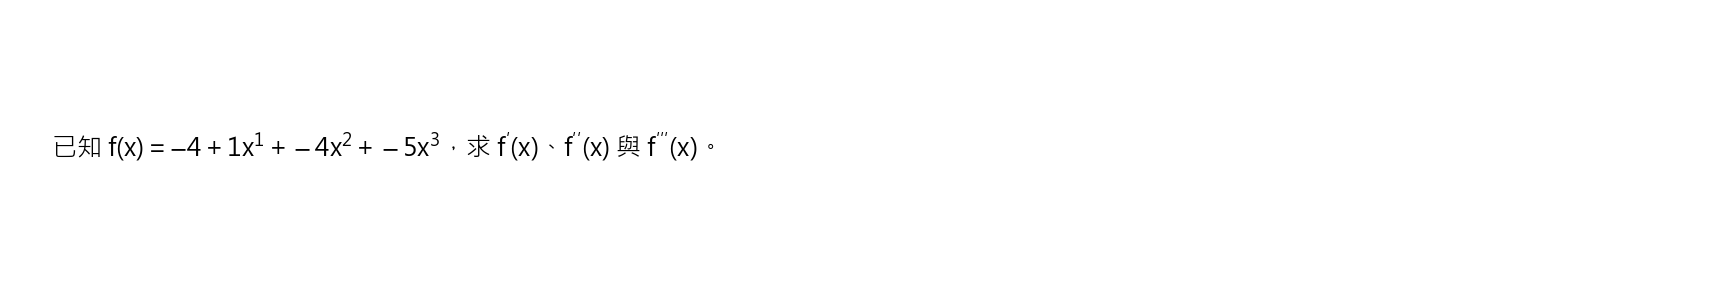 已知 f(x) = −4 + 1x¹ + − 4x² + − 5x³，求 f′(x)、f′′(x) 與 f′′′(x)。